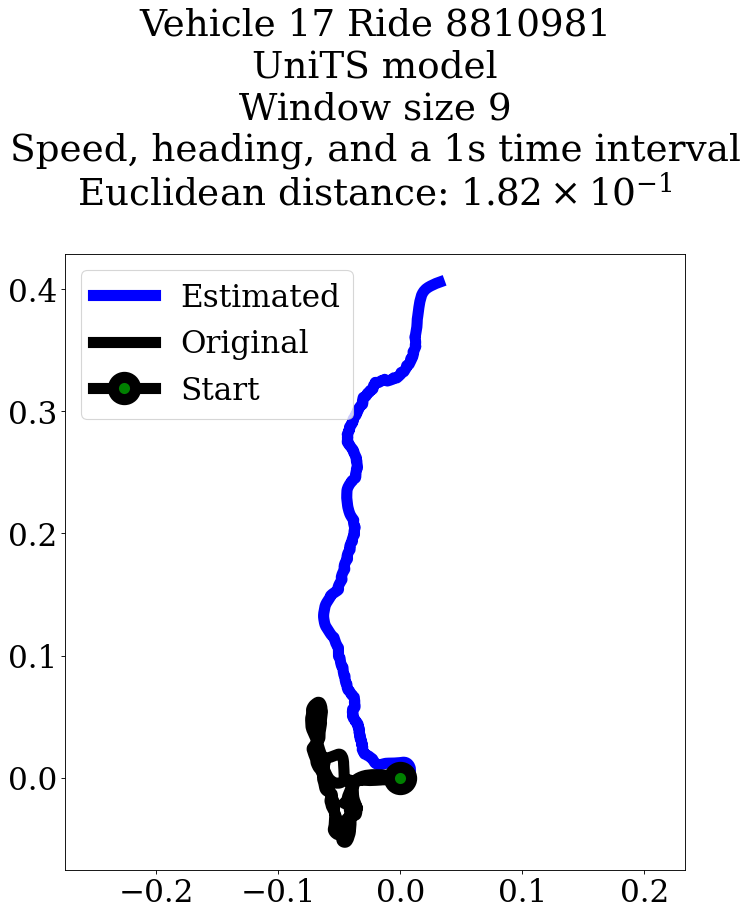 Vehicle 17 Ride 8810981
UniTS model
Window size 9
Speed, heading, and a 1s time interval
Euclidean distance: 1.82 × 10⁻¹
Estimated
Original
Start
0.4
0.3
0.2
0.1
0.0
−0.2 −0.1 0.0 0.1 0.2